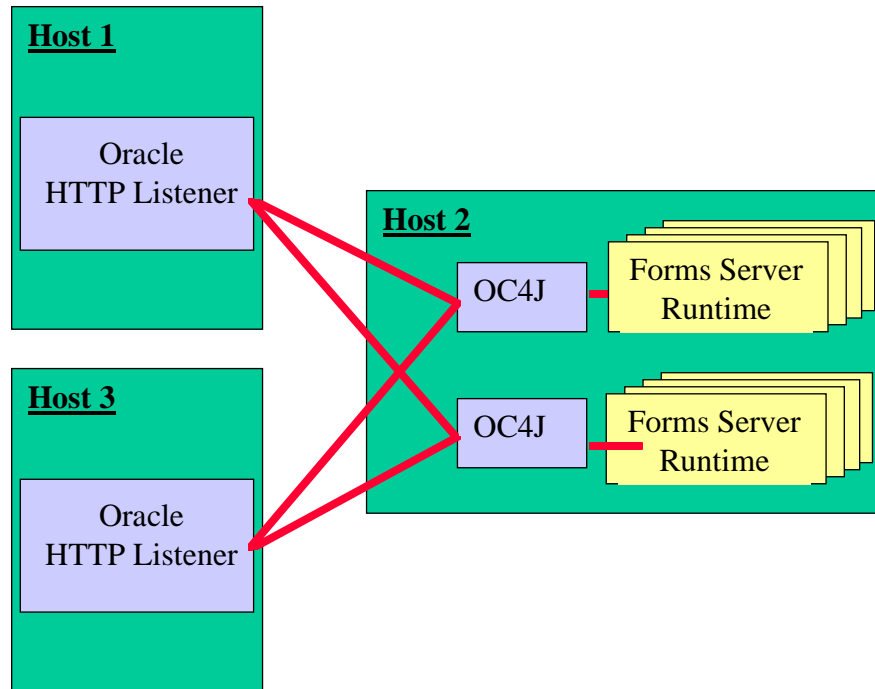 Host 1
Oracle
HTTP Listener
Host 2
OC4J
Forms Server
Runtime
OC4J
Forms Server
Runtime
Host 3
Oracle
HTTP Listener